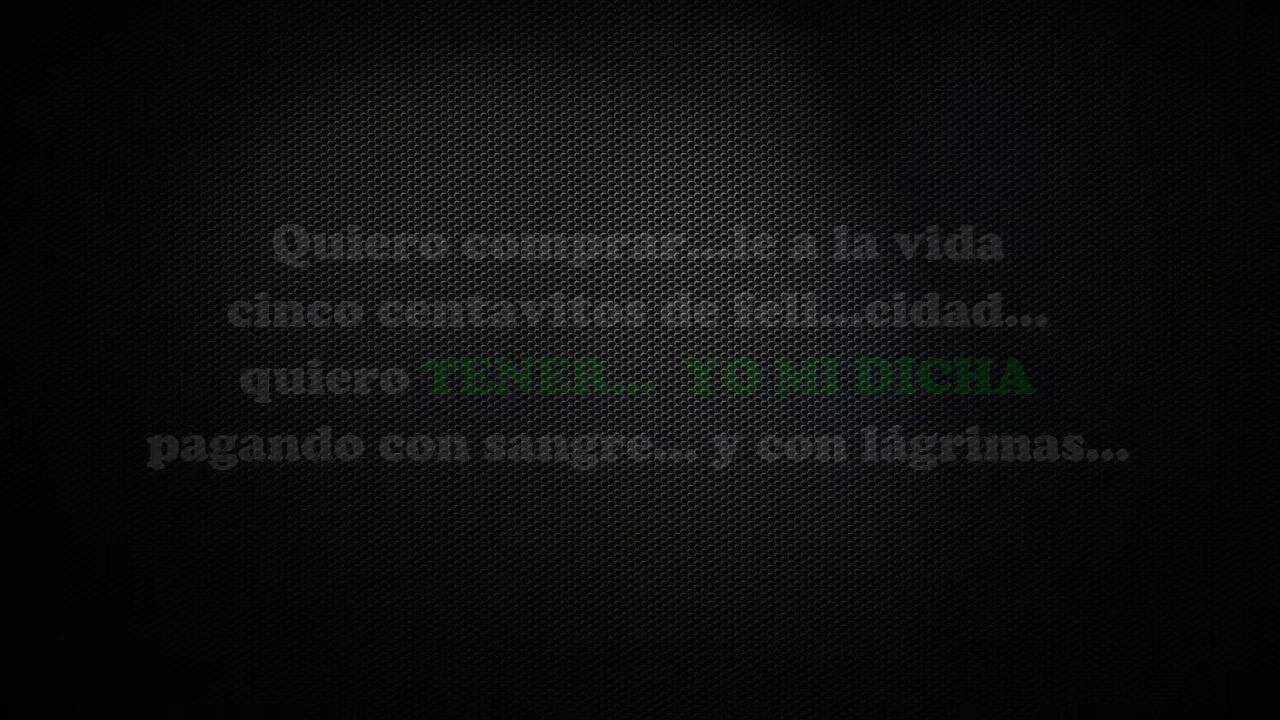 Quiero comprar...le a la vida
cinco centavitos de feli...cidad...
quiero TENER... YO MI DICHA
pagando con sangre... y con lágrimas...